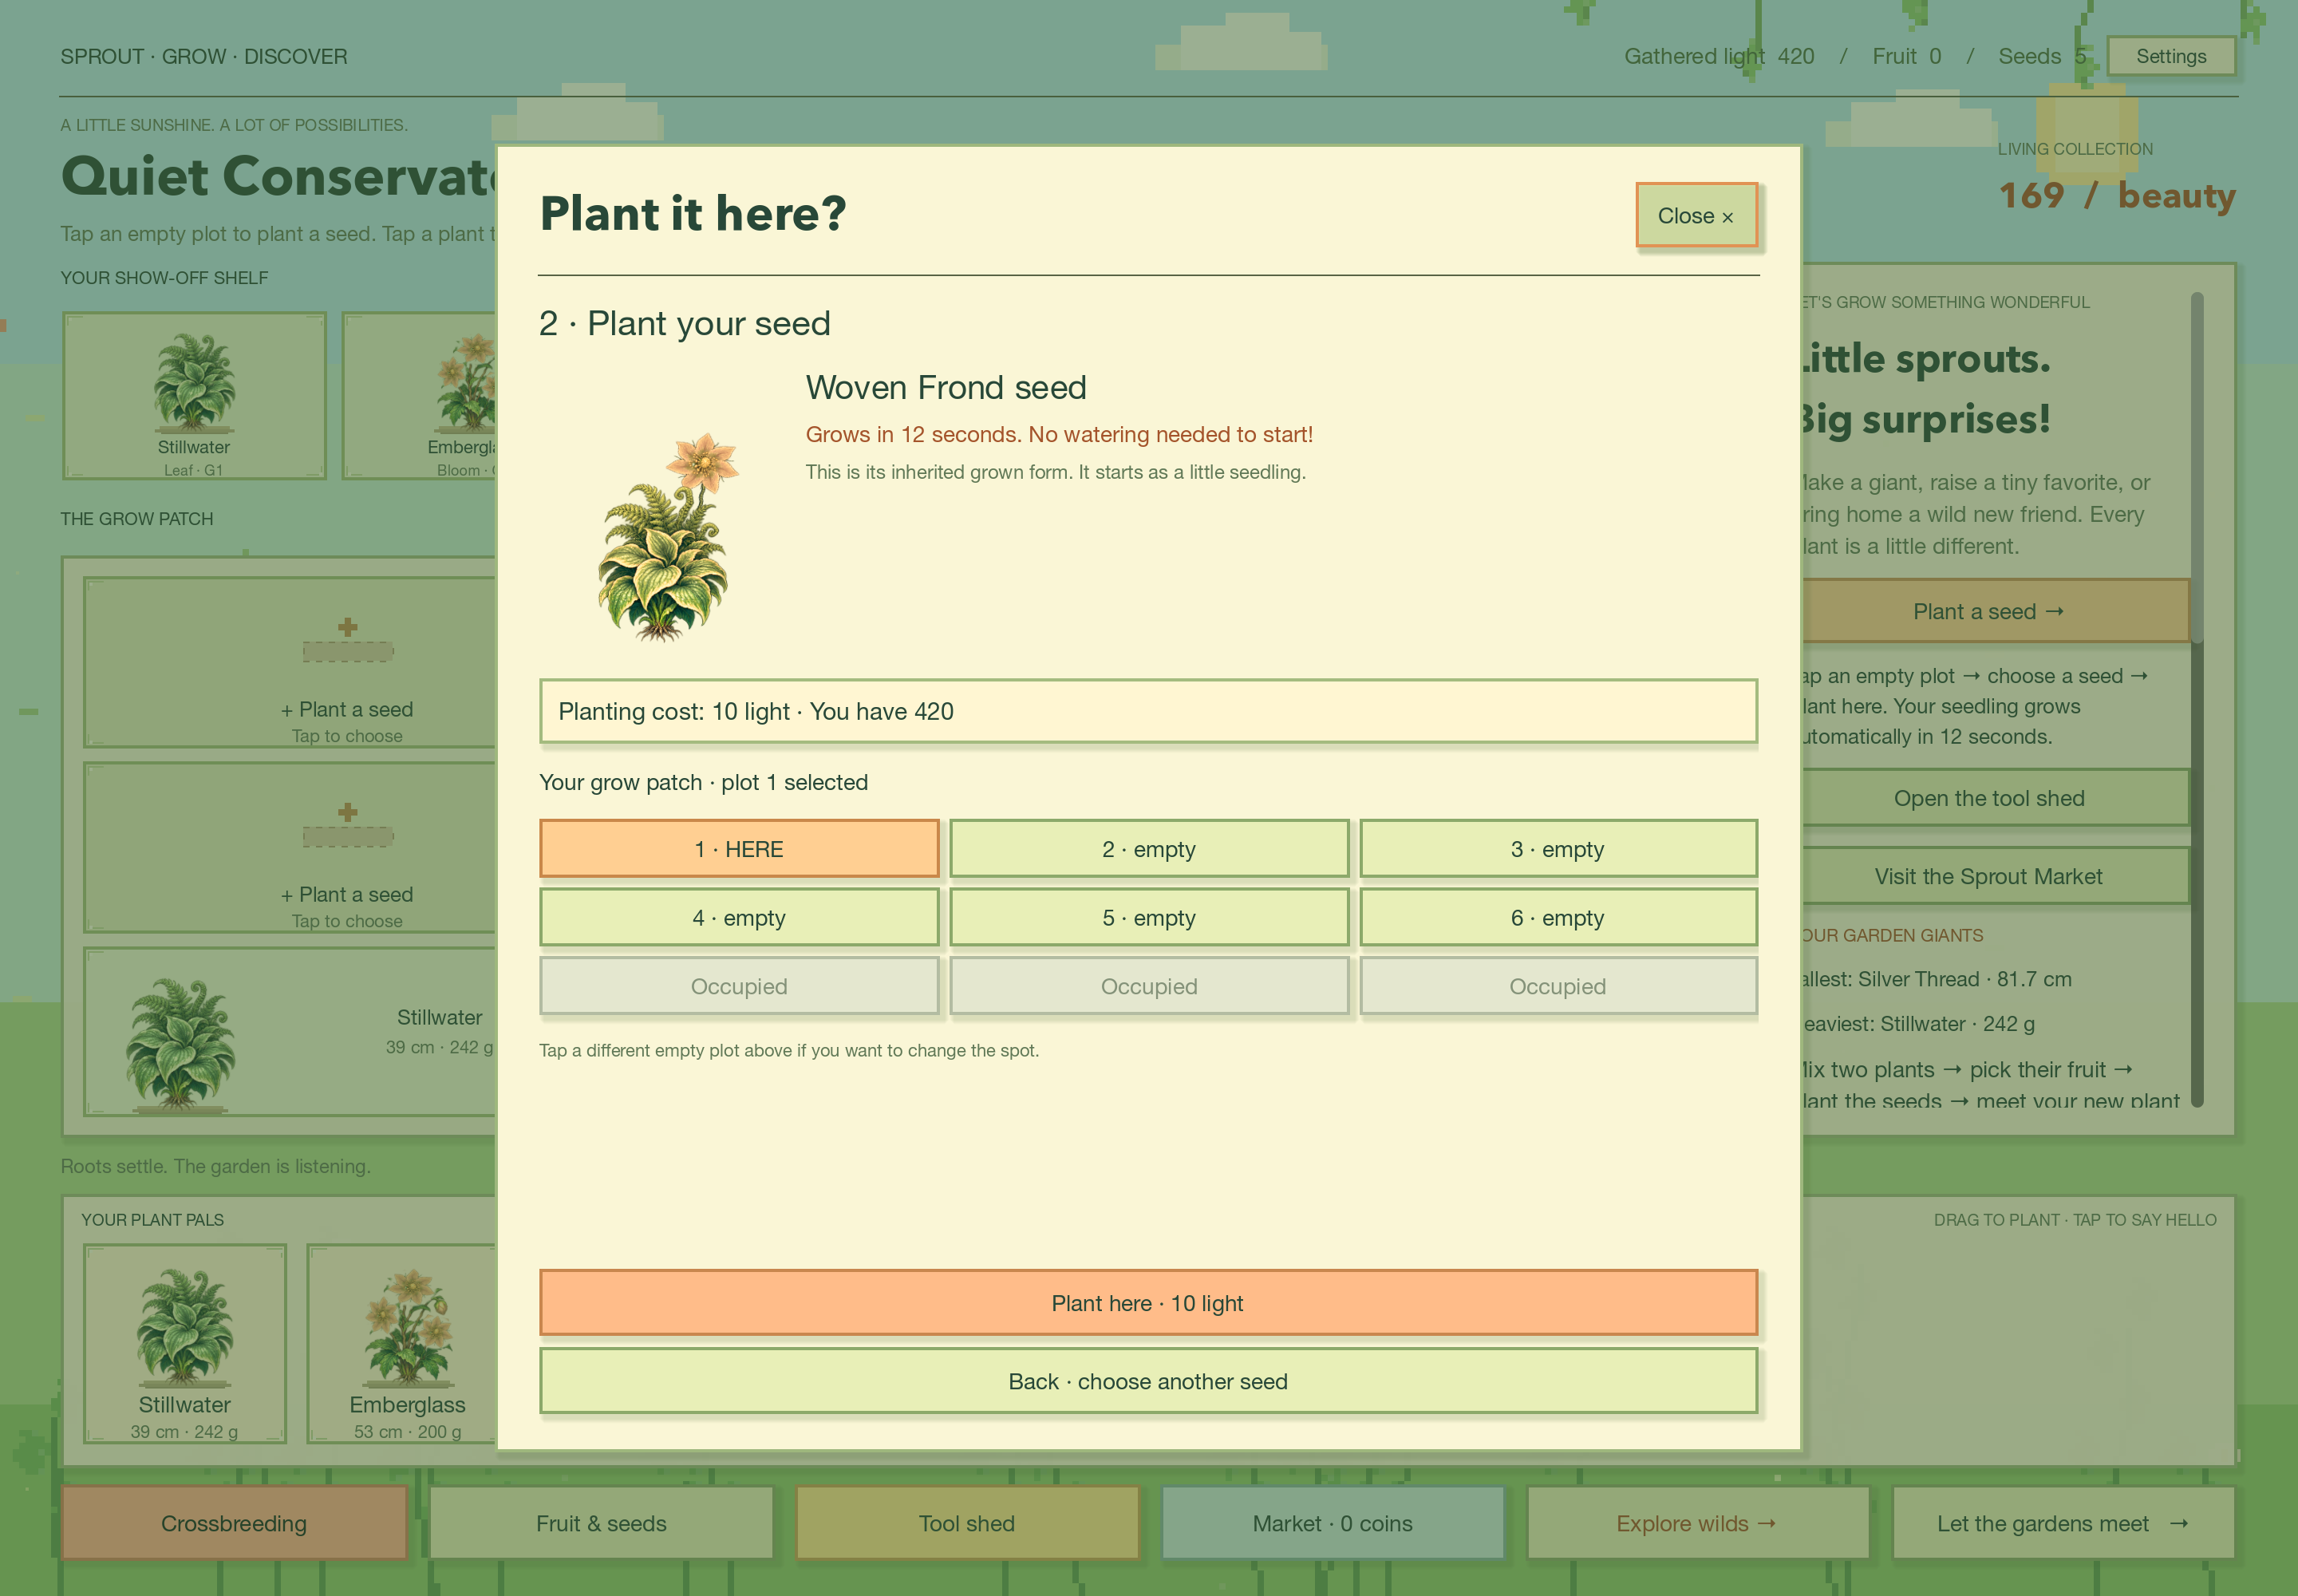 SPROUT · GROW · DISCOVER
Gathered light 420 / Fruit 0 / Seeds 5
Settings
A LITTLE SUNSHINE. A LOT OF POSSIBILITIES.
Quiet Conservat
LIVING COLLECTION
169 / beauty
Tap an empty plot to plant a seed. Tap a plant t
YOUR SHOW-OFF SHELF
Stillwater
Leaf · G1
Embergla
Bloom ·
THE GROW PATCH
+ Plant a seed
Tap to choose
+ Plant a seed
Tap to choose
Stillwater
39 cm · 242 g
Roots settle. The garden is listening.
Plant it here?
Close ×
2 · Plant your seed
Woven Frond seed
Grows in 12 seconds. No watering needed to start!
This is its inherited grown form. It starts as a little seedling.
Planting cost: 10 light · You have 420
Your grow patch · plot 1 selected
1 · HERE
2 · empty
3 · empty
4 · empty
5 · empty
6 · empty
Occupied
Occupied
Occupied
Tap a different empty plot above if you want to change the spot.
Plant here · 10 light
Back · choose another seed
ET'S GROW SOMETHING WONDERFUL
Little sprouts.
Big surprises!
Make a giant, raise a tiny favorite, or
ring home a wild new friend. Every
lant is a little different.
Plant a seed →
ap an empty plot → choose a seed →
lant here. Your seedling grows
utomatically in 12 seconds.
Open the tool shed
Visit the Sprout Market
OUR GARDEN GIANTS
allest: Silver Thread · 81.7 cm
eaviest: Stillwater · 242 g
Mix two plants → pick their fruit →
lant the seeds → meet your new plant
YOUR PLANT PALS
DRAG TO PLANT · TAP TO SAY HELLO
Stillwater
39 cm · 242 g
Emberglass
53 cm · 200 g
Crossbreeding
Fruit & seeds
Tool shed
Market · 0 coins
Explore wilds →
Let the gardens meet →